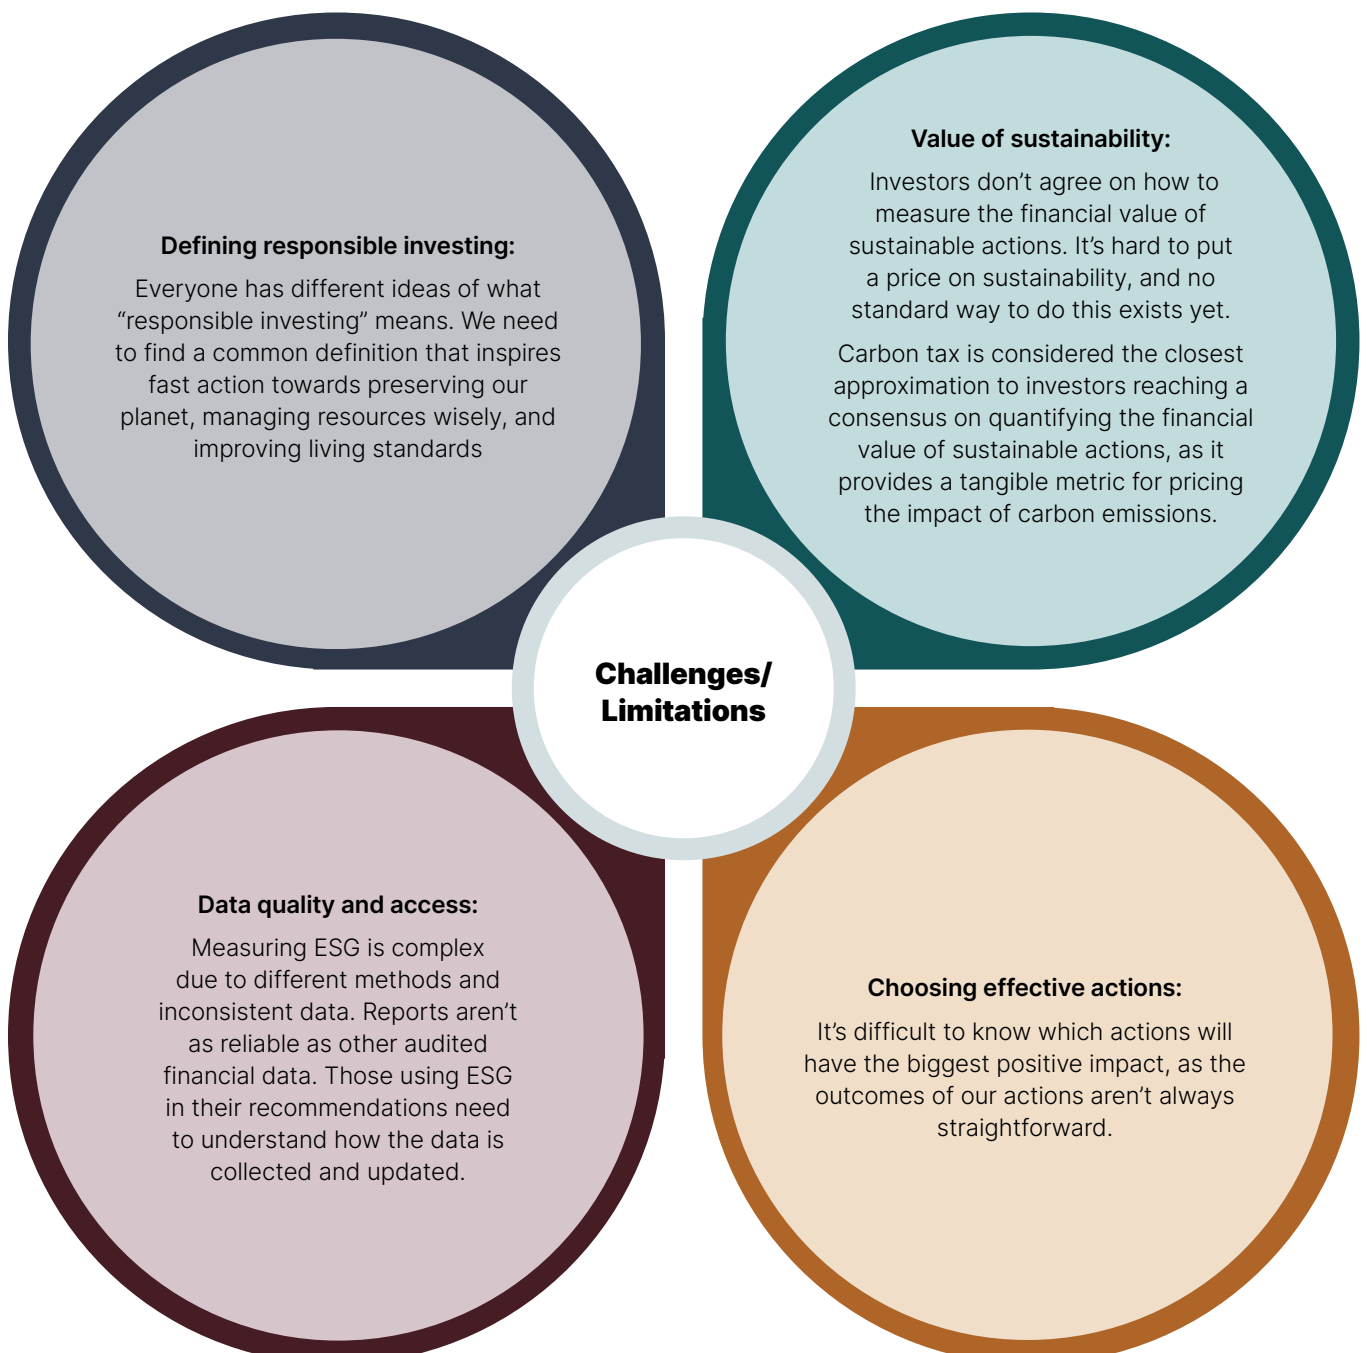 Defining responsible investing:
Everyone has different ideas of what
“responsible investing” means. We need
to find a common definition that inspires
fast action towards preserving our
planet, managing resources wisely, and
improving living standards
Value of sustainability:
Investors don’t agree on how to
measure the financial value of
sustainable actions. It’s hard to put
a price on sustainability, and no
standard way to do this exists yet.
Carbon tax is considered the closest
approximation to investors reaching a
consensus on quantifying the financial
value of sustainable actions, as it
provides a tangible metric for pricing
the impact of carbon emissions.
Challenges/
Limitations
Data quality and access:
Measuring ESG is complex
due to different methods and
inconsistent data. Reports aren’t
as reliable as other audited
financial data. Those using ESG
in their recommendations need
to understand how the data is
collected and updated.
Choosing effective actions:
It’s difficult to know which actions will
have the biggest positive impact, as the
outcomes of our actions aren’t always
straightforward.